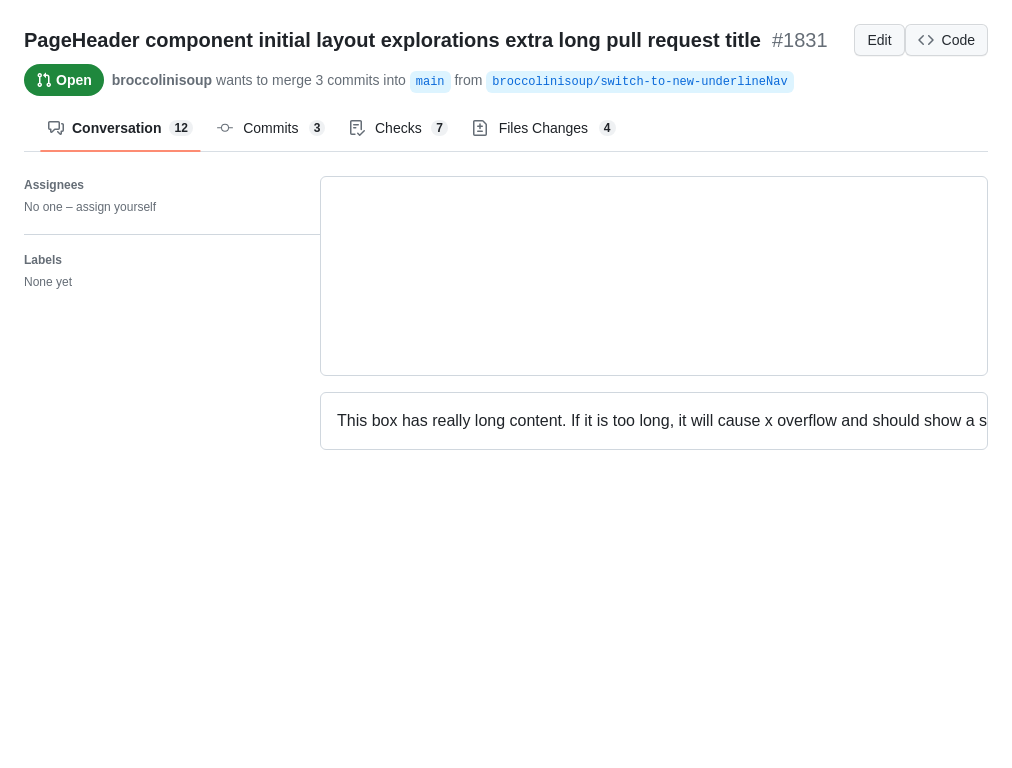 PageHeader component initial layout explorations extra long pull request title #1831
Edit
Code
Open
broccolinisoup wants to merge 3 commits into main from broccolinisoup/switch-to-new-underlineNav
Conversation 12
Commits 3
Checks 7
Files Changes 4
Assignees
No one – assign yourself
Labels
None yet
This box has really long content. If it is too long, it will cause x overflow and should show a s